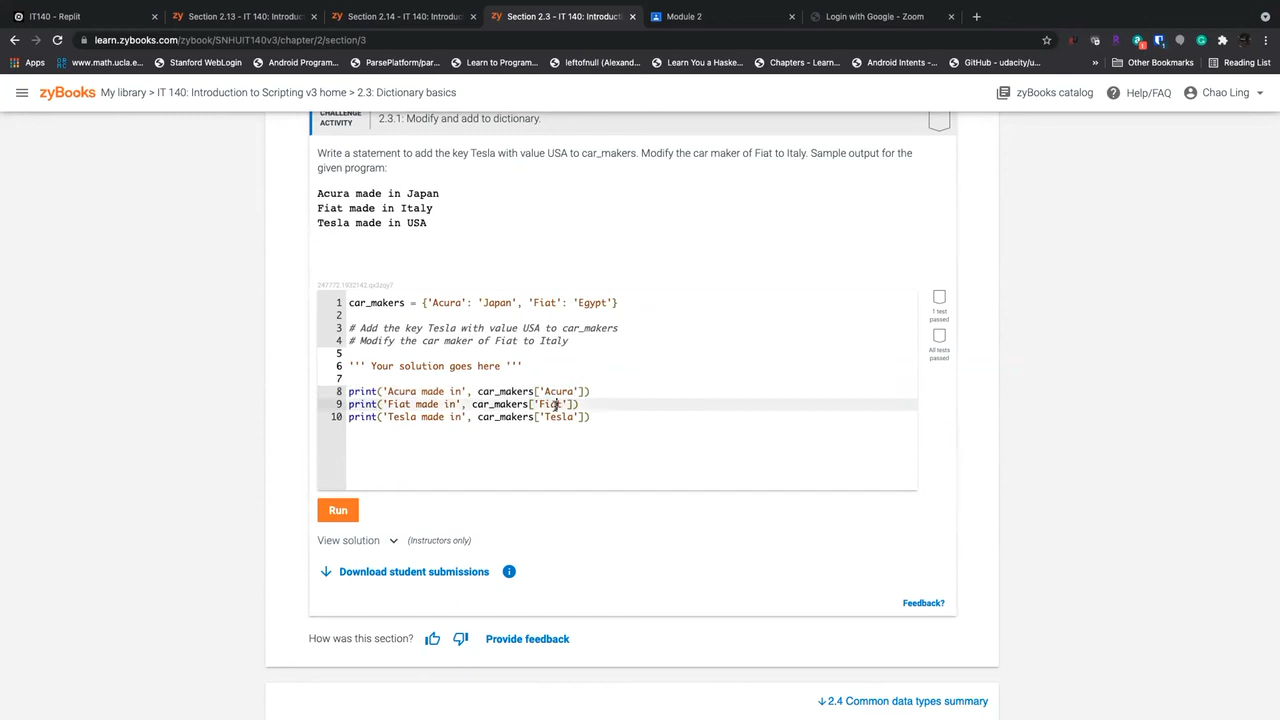 IT140 - Replit
Section 2.13 - IT 140: Introduct
Section 2.14 - IT 140: Introduct
Section 2.3 - IT 140: Introducti
Module 2
Login with Google - Zoom
learn.zybooks.com/zybook/SNHUIT140v3/chapter/2/section/3
Apps
www.math.ucla.e...
Stanford WebLogin
Android Program...
ParsePlatform/par...
Learn to Program...
leftofnull (Alexand...
Learn You a Haske...
Chapters - Learn...
Android Intents -...
GitHub - udacity/u...
»
Other Bookmarks
Reading List
zyBooks My library > IT 140: Introduction to Scripting v3 home > 2.3: Dictionary basics
zyBooks catalog
Help/FAQ
Chao Ling
CHALLENGE
ACTIVITY
2.3.1: Modify and add to dictionary.
Write a statement to add the key Tesla with value USA to car_makers. Modify the car maker of Fiat to Italy. Sample output for the
given program:
Acura made in Japan
Fiat made in Italy
Tesla made in USA
247772.1932142.qx3zqy7
1 car_makers = {'Acura': 'Japan', 'Fiat': 'Egypt'}
2
3 # Add the key Tesla with value USA to car_makers
4 # Modify the car maker of Fiat to Italy
5
6 ''' Your solution goes here '''
7
8 print('Acura made in', car_makers['Acura'])
9 print('Fiat made in', car_makers['Fiat'])
10 print('Tesla made in', car_makers['Tesla'])
1 test
passed
All tests
passed
Run
View solution
(Instructors only)
Download student submissions
Feedback?
How was this section?
Provide feedback
2.4 Common data types summary